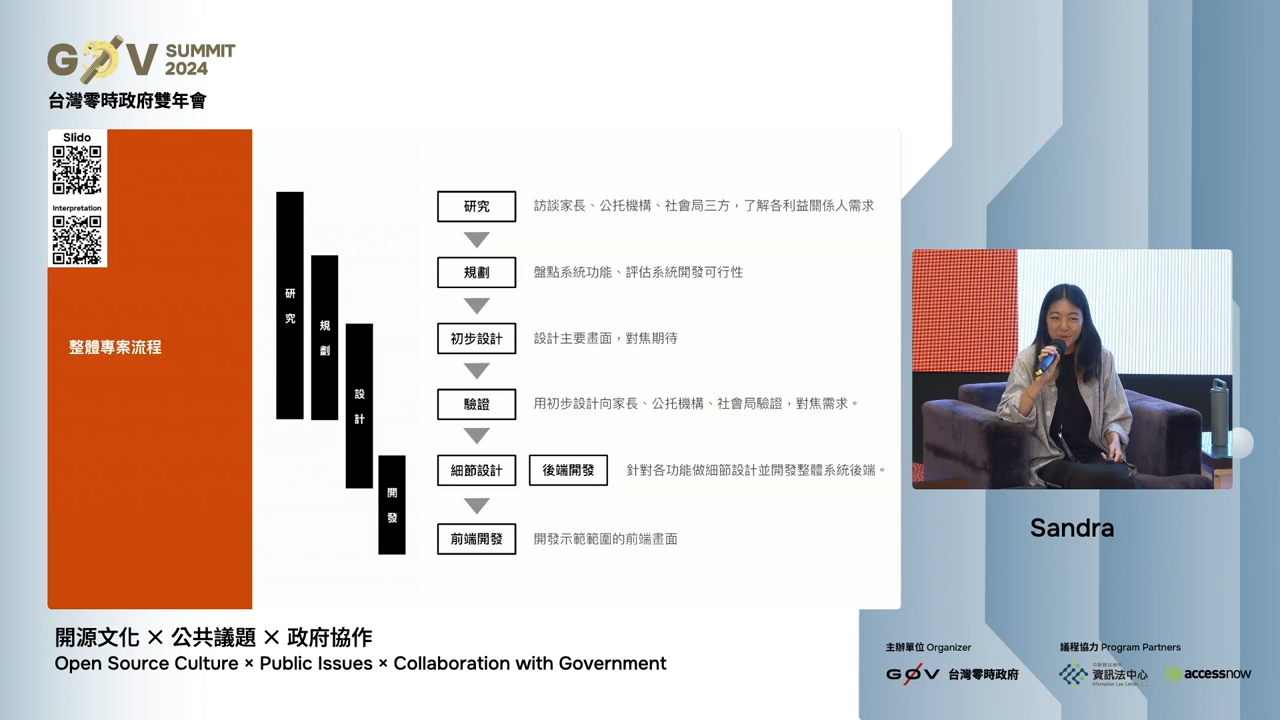 G0V SUMMIT 2024
台灣零時政府雙年會
Slido
Interpretation
整體專案流程
研究
規劃
設計
開發
研究 訪談家長、公托機構、社會局三方，了解各利益關係人需求
規劃 盤點系統功能、評估系統開發可行性
初步設計 設計主要畫面，對焦期待
驗證 用初步設計向家長、公托機構、社會局驗證，對焦需求。
細節設計 後端開發 針對各功能做細節設計並開發整體系統後端。
前端開發 開發示範範圍的前端畫面
Sandra
開源文化 × 公共議題 × 政府協作
Open Source Culture × Public Issues × Collaboration with Government
主辦單位 Organizer
G0V 台灣零時政府
議程協力 Program Partners
資訊法中心
Information Law Center
accessnow